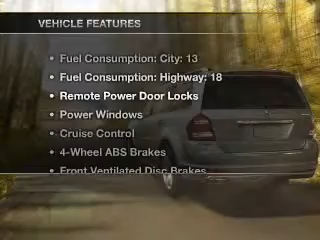 VEHICLE FEATURES
• Fuel Consumption: City: 13
• Fuel Consumption: Highway: 18
• Remote Power Door Locks
• Power Windows
• Cruise Control
• 4-Wheel ABS Brakes
• Front Ventilated Disc Brakes